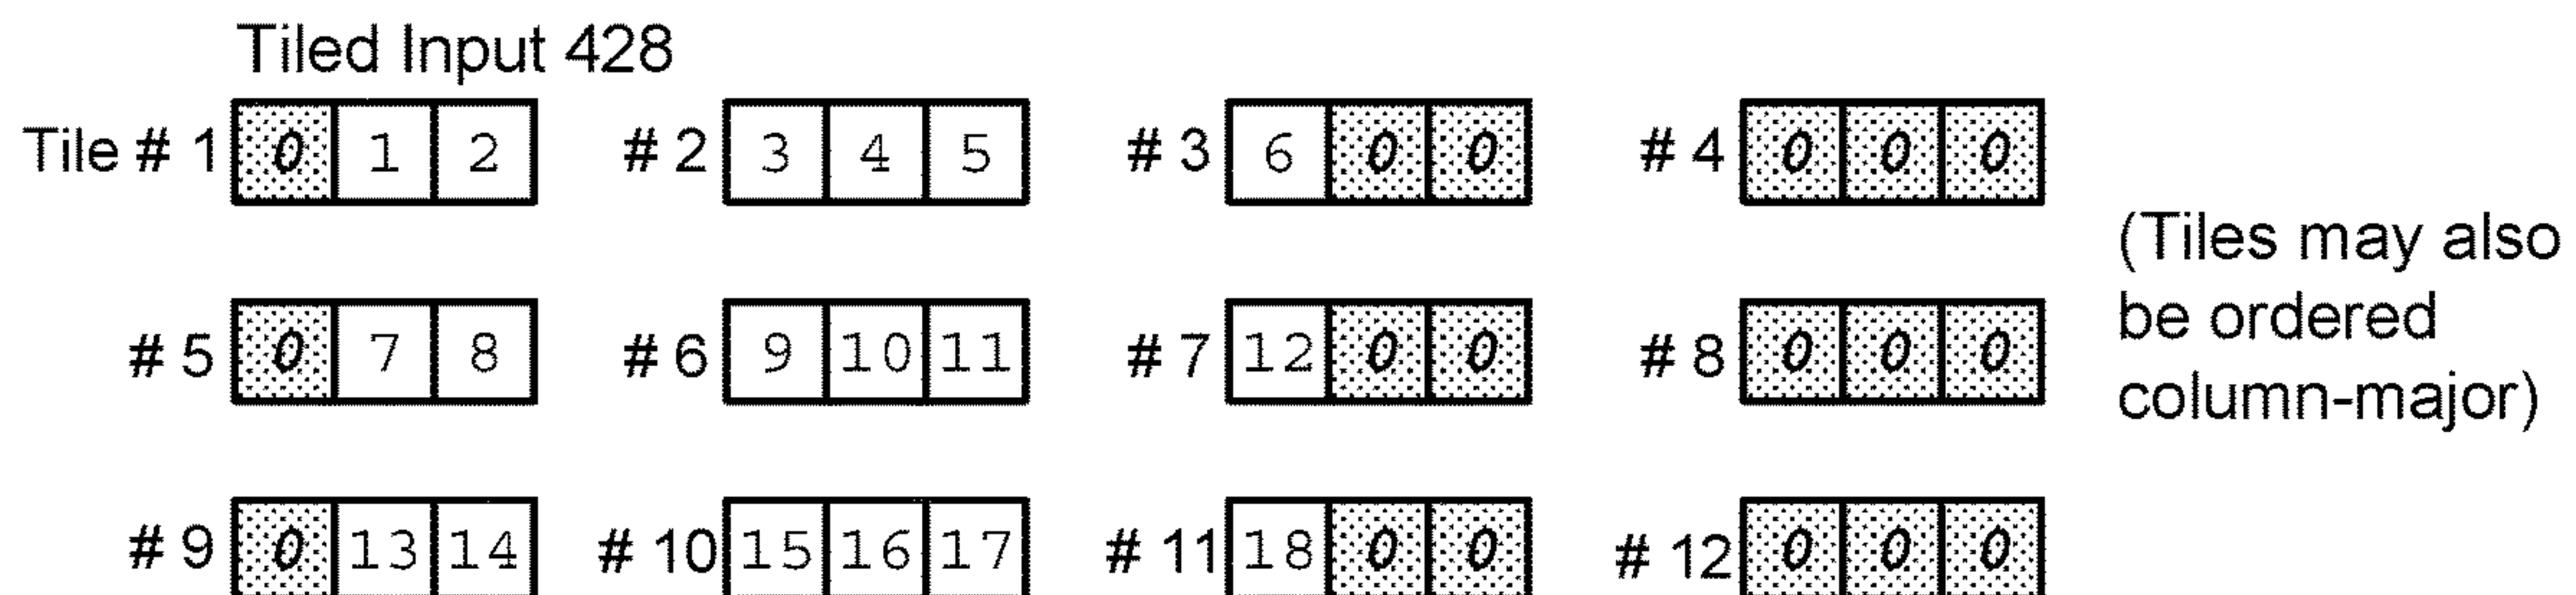 Tiled Input 428
Tile # 1 0 1 2 # 2 3 4 5 # 3 6 0 0 # 4 0 0 0
(Tiles may also
be ordered
column-major)
# 5 0 7 8 # 6 9 10 11 # 7 12 0 0 # 8 0 0 0
# 9 0 13 14 # 10 15 16 17 # 11 18 0 0 # 12 0 0 0